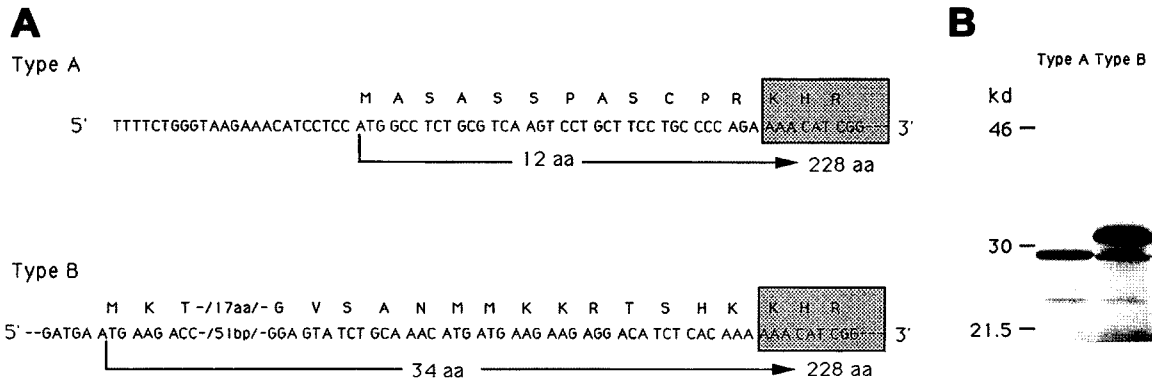 A
Type A
M A S A S S P A S C P R K H R
5' TTTTCTGGGTAAGAAACATCCTCC ATGGCC TCT GCG TCA AGT CCT GCT TCC TGC CCC AGA AAA CAT CGG 3'
12 aa 228 aa
Type B
M K T -/17aa/- G V S A N M M K K R T S H K K H R
5' --GATGA ATG AAG ACC-/51bp/-GGA GTA TCT GCA AAC ATG ATG AAG AAG AGG ACA TCT CAC AAA AAA CAT CGG 3'
34 aa 228 aa
B
Type A Type B
kd
46
30
21.5